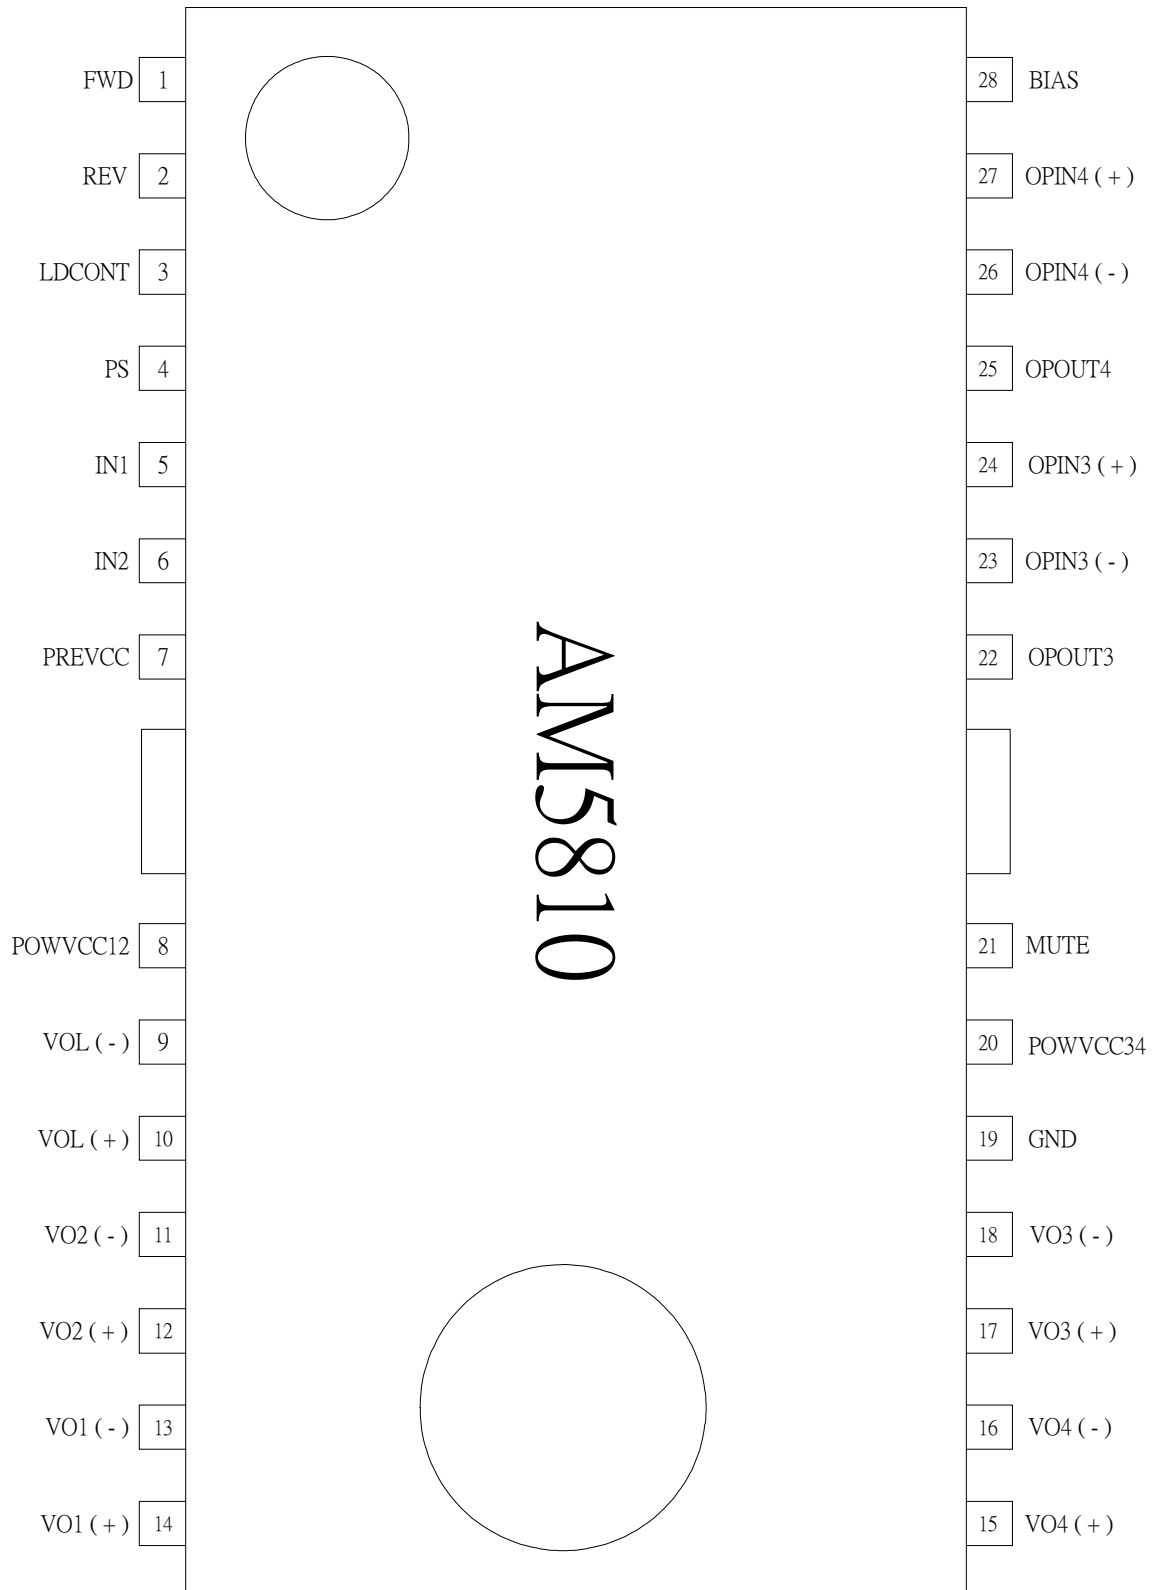 FWD 1
REV 2
LDCONT 3
PS 4
IN1 5
IN2 6
PREVCC 7
POWVCC12 8
VOL ( - ) 9
VOL ( + ) 10
VO2 ( - ) 11
VO2 ( + ) 12
VO1 ( - ) 13
VO1 ( + ) 14
AM5810
28 BIAS
27 OPIN4 ( + )
26 OPIN4 ( - )
25 OPOUT4
24 OPIN3 ( + )
23 OPIN3 ( - )
22 OPOUT3
21 MUTE
20 POWVCC34
19 GND
18 VO3 ( - )
17 VO3 ( + )
16 VO4 ( - )
15 VO4 ( + )